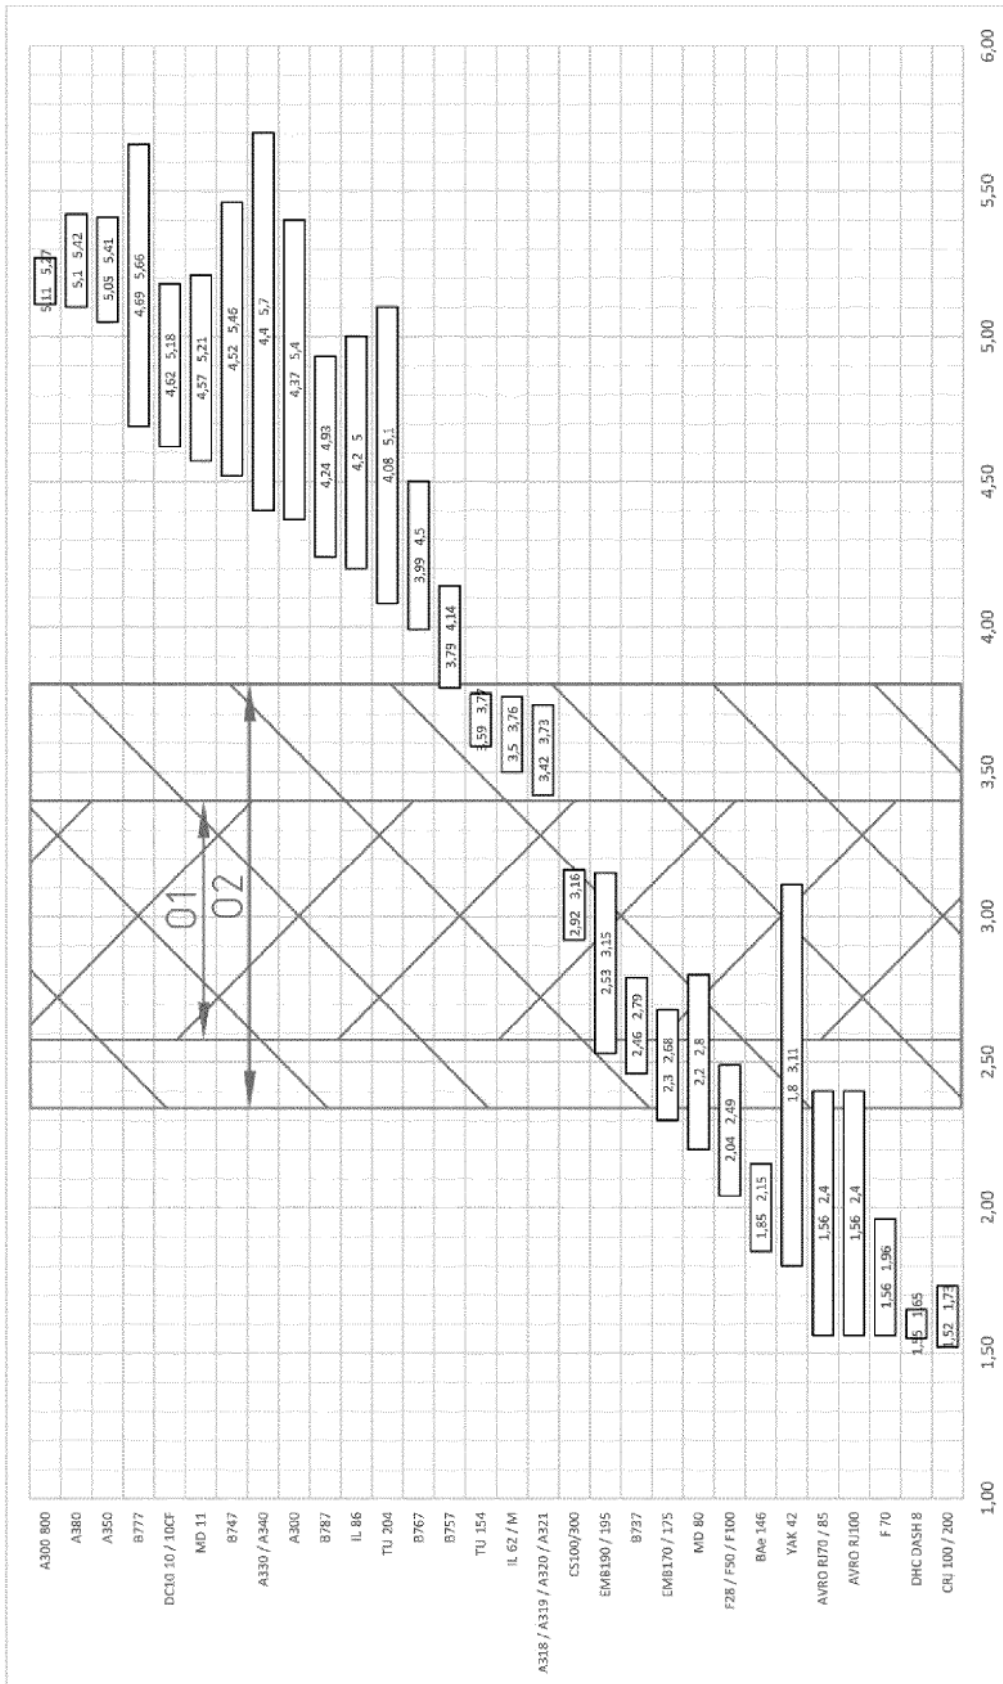 A300 800
5,11 5,27
A380
5,1 5,42
A350
5,05 5,41
B777
4,69 5,66
DC10 10 / 10CF
4,62 5,18
MD 11
4,57 5,21
B747
4,52 5,46
A330 / A340
4,4 5,7
A300
4,37 5,4
B787
4,24 4,93
IL 86
4,2 5
TU 204
4,08 5,1
B767
3,99 4,5
B757
3,79 4,14
TU 154
3,59 3,77
IL 62 / M
3,5 3,76
A318 / A319 / A320 / A321
3,42 3,73
CS100/300
2,92 3,16
EMB190 / 195
2,53 3,15
B737
2,46 2,79
EMB170 / 175
2,3 2,68
MD 80
2,2 2,8
F28 / F50 / F100
2,04 2,49
BAe 146
1,85 2,15
YAK 42
1,8 3,11
AVRO RJ70 / 85
1,56 2,4
AVRO RJ100
1,56 2,4
F 70
1,56 1,96
DHC DASH 8
1,55 1,65
CRJ 100 / 200
1,52 1,73
01
02
1,00 1,50 2,00 2,50 3,00 3,50 4,00 4,50 5,00 5,50 6,00